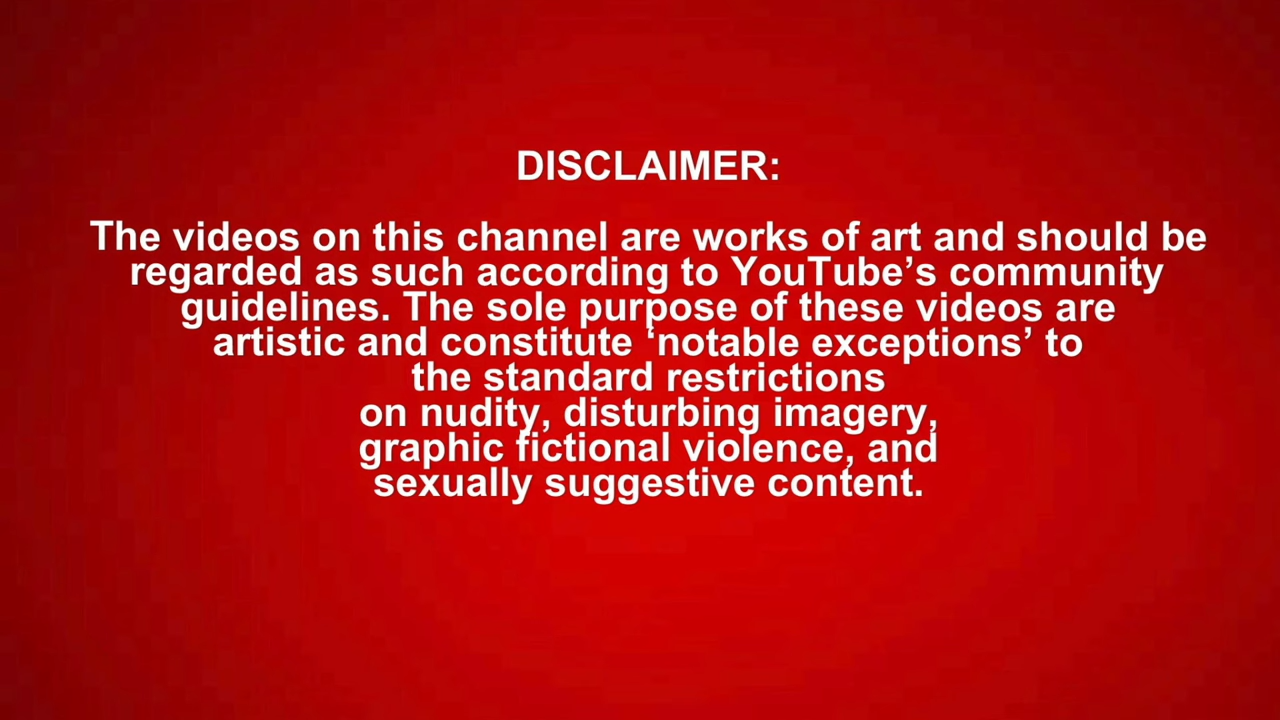 DISCLAIMER:
The videos on this channel are works of art and should be
regarded as such according to YouTube’s community
guidelines. The sole purpose of these videos are
artistic and constitute ‘notable exceptions’ to
the standard restrictions
on nudity, disturbing imagery,
graphic fictional violence, and
sexually suggestive content.